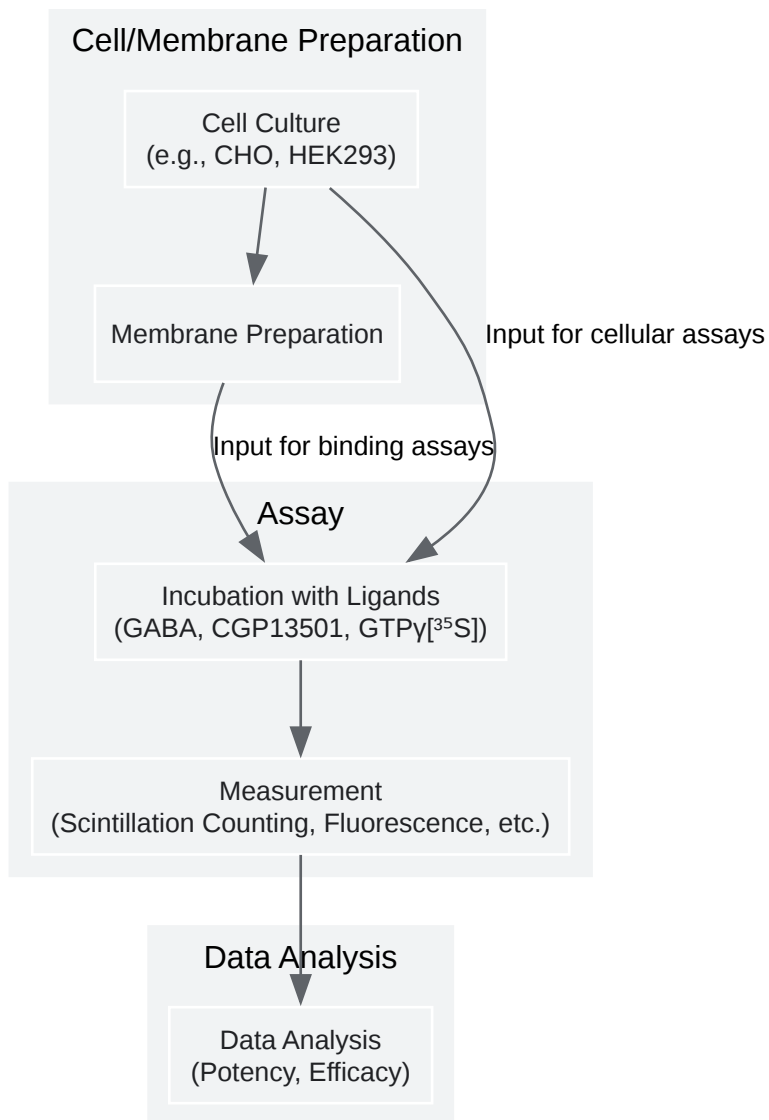 Cell/Membrane Preparation
Cell Culture
(e.g., CHO, HEK293)
Membrane Preparation
Input for cellular assays
Input for binding assays
Assay
Incubation with Ligands
(GABA, CGP13501, GTPγ[³⁵S])
Measurement
(Scintillation Counting, Fluorescence, etc.)
Data Analysis
Data Analysis
(Potency, Efficacy)